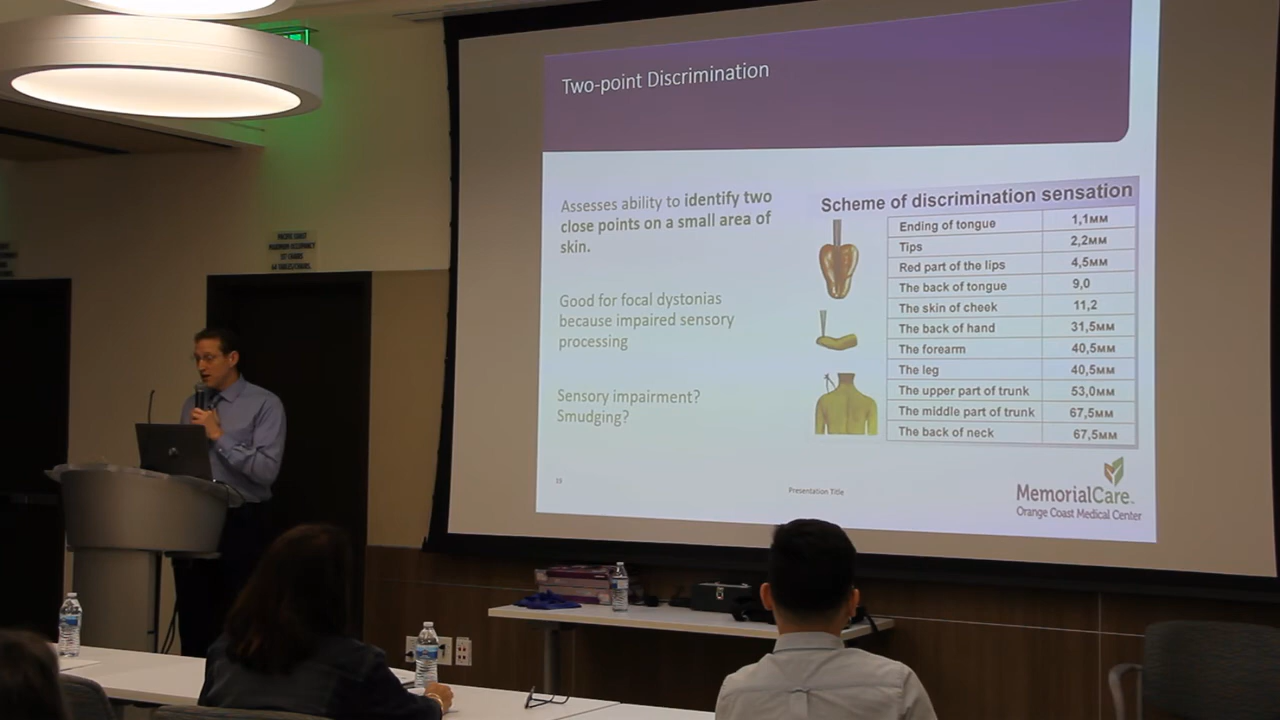 Two-point Discrimination
Assesses ability to identify two
close points on a small area of
skin.
Good for focal dystonias
because impaired sensory
processing
Sensory impairment?
Smudging?
Scheme of discrimination sensation
Ending of tongue 1,1мм
Tips 2,2мм
Red part of the lips 4,5мм
The back of tongue 9,0
The skin of cheek 11,2
The back of hand 31,5мм
The forearm 40,5мм
The leg 40,5мм
The upper part of trunk 53,0мм
The middle part of trunk 67,5мм
The back of neck 67,5мм
Presentation Title
MemorialCare
Orange Coast Medical Center
PACIFIC COAST
MAXIMUM OCCUPANCY